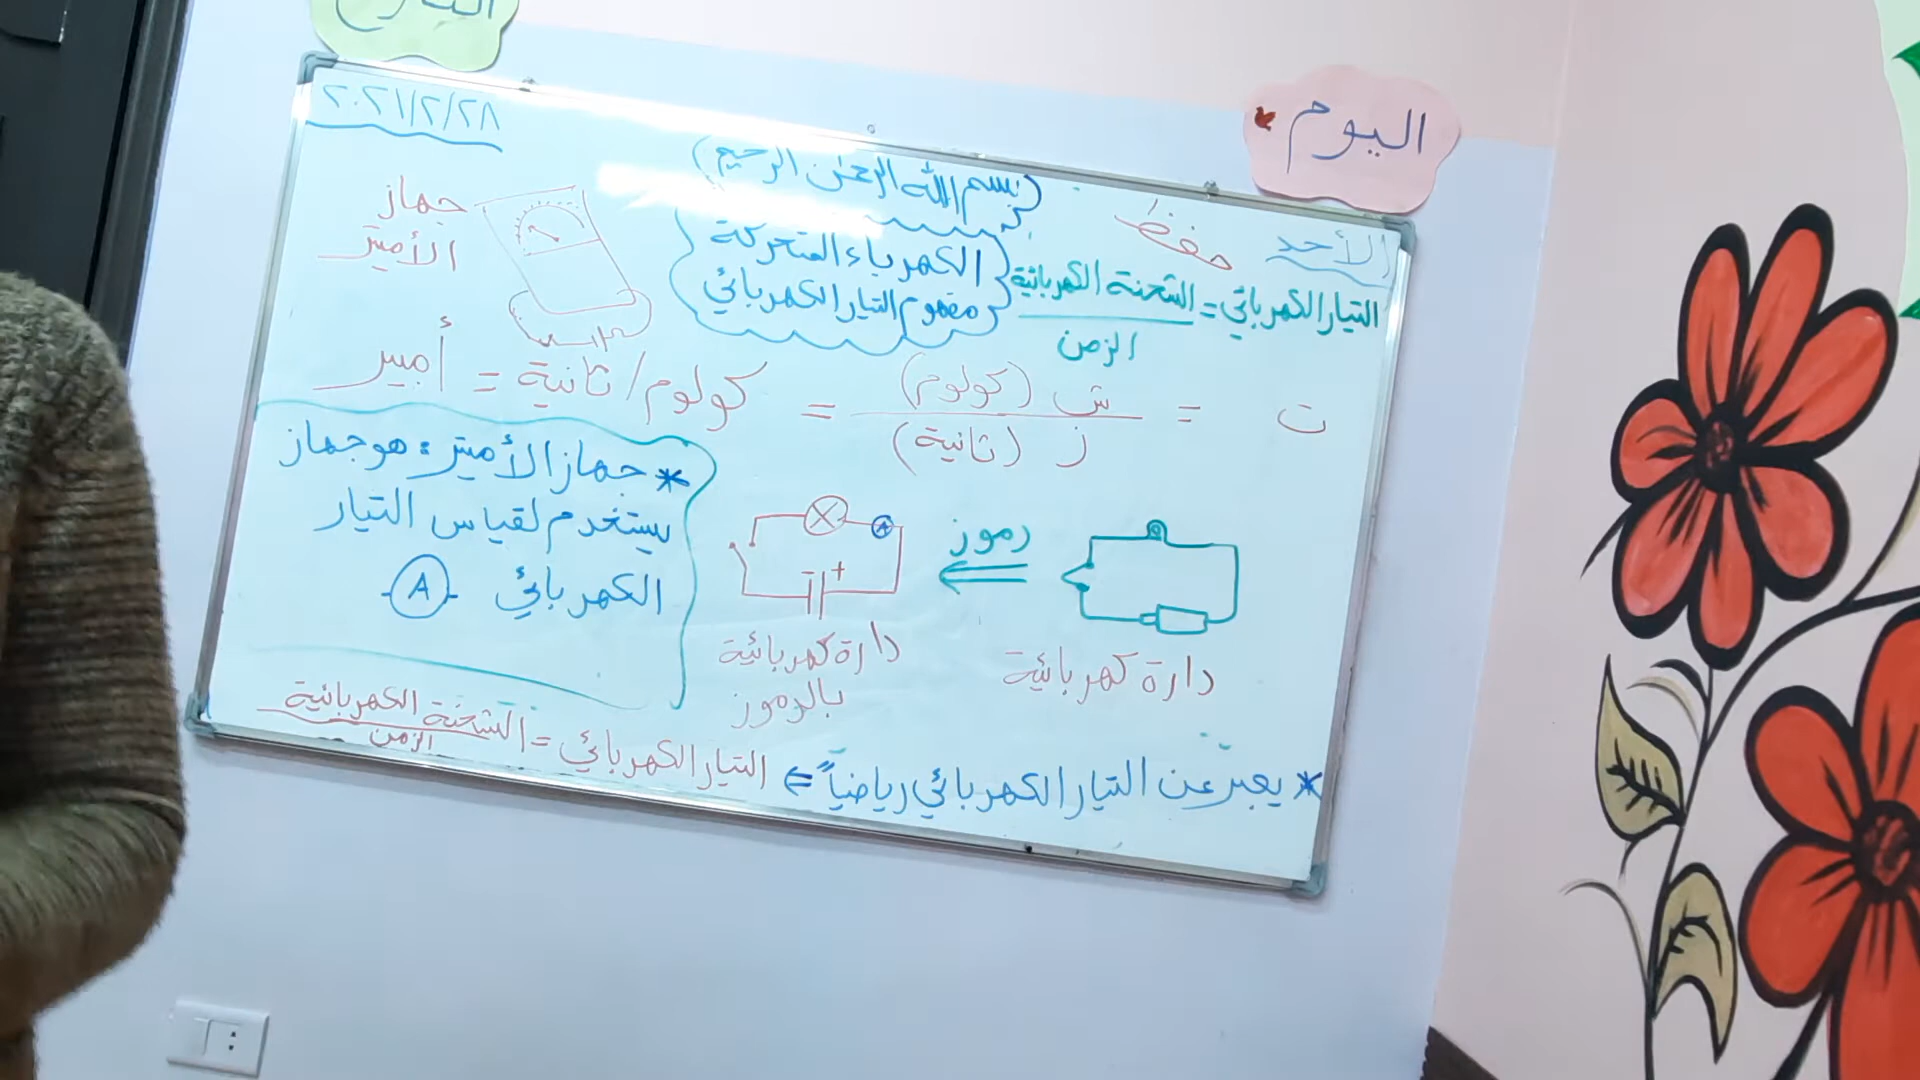 اليوم
التاريخ
الأحد
٢٠٢١/٢/٢٨
(بسم الله الرحمن الرحيم)
الكهرباء المتحركة
مفهوم التيار الكهربائي
حفظ
التيار الكهربائي = الشحنة الكهربائية
الزمن
جهاز
الأميتر
ت = ش (كولوم) = كولوم / ثانية = أمبير
ز (ثانية)
* جهاز الأميتر: هو جهاز
يستخدم لقياس التيار
الكهربائي A
رموز
A
+ -
دارة كهربائية
دارة كهربائية
بالرموز
* يعبر عن التيار الكهربائي رياضياً ⇐ التيار الكهربائي = الشحنة الكهربائية
الزمن